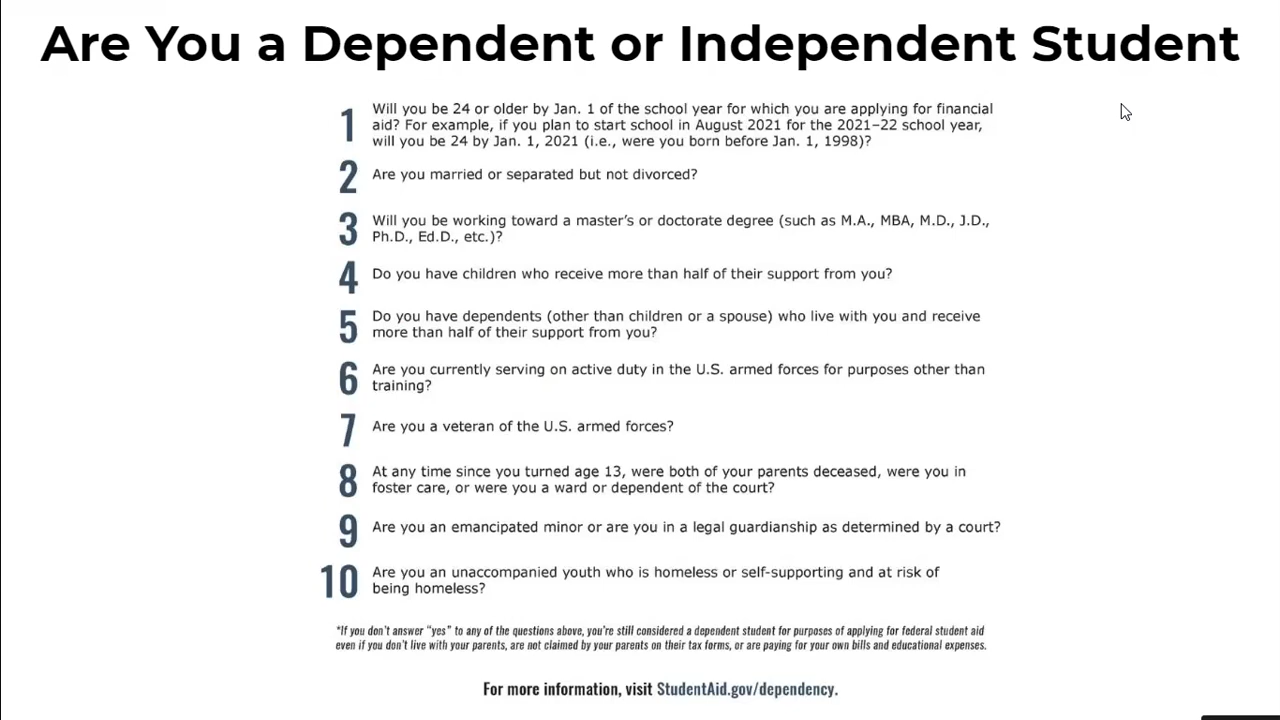 Are You a Dependent or Independent Student
1 Will you be 24 or older by Jan. 1 of the school year for which you are applying for financial
aid? For example, if you plan to start school in August 2021 for the 2021–22 school year,
will you be 24 by Jan. 1, 2021 (i.e., were you born before Jan. 1, 1998)?
2 Are you married or separated but not divorced?
3 Will you be working toward a master's or doctorate degree (such as M.A., MBA, M.D., J.D.,
Ph.D., Ed.D., etc.)?
4 Do you have children who receive more than half of their support from you?
5 Do you have dependents (other than children or a spouse) who live with you and receive
more than half of their support from you?
6 Are you currently serving on active duty in the U.S. armed forces for purposes other than
training?
7 Are you a veteran of the U.S. armed forces?
8 At any time since you turned age 13, were both of your parents deceased, were you in
foster care, or were you a ward or dependent of the court?
9 Are you an emancipated minor or are you in a legal guardianship as determined by a court?
10 Are you an unaccompanied youth who is homeless or self-supporting and at risk of
being homeless?
*If you don't answer "yes" to any of the questions above, you're still considered a dependent student for purposes of applying for federal student aid
even if you don't live with your parents, are not claimed by your parents on their tax forms, or are paying for your own bills and educational expenses.
For more information, visit StudentAid.gov/dependency.